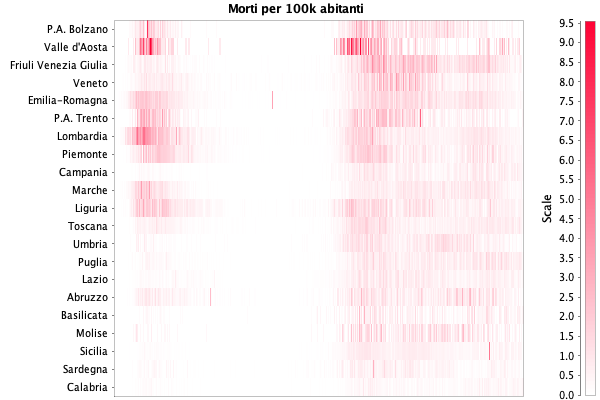 Morti per 100k abitanti
P.A. Bolzano
Valle d'Aosta
Friuli Venezia Giulia
Veneto
Emilia-Romagna
P.A. Trento
Lombardia
Piemonte
Campania
Marche
Liguria
Toscana
Umbria
Puglia
Lazio
Abruzzo
Basilicata
Molise
Sicilia
Sardegna
Calabria
Scale
9.5
9.0
8.5
8.0
7.5
7.0
6.5
6.0
5.5
5.0
4.5
4.0
3.5
3.0
2.5
2.0
1.5
1.0
0.5
0.0